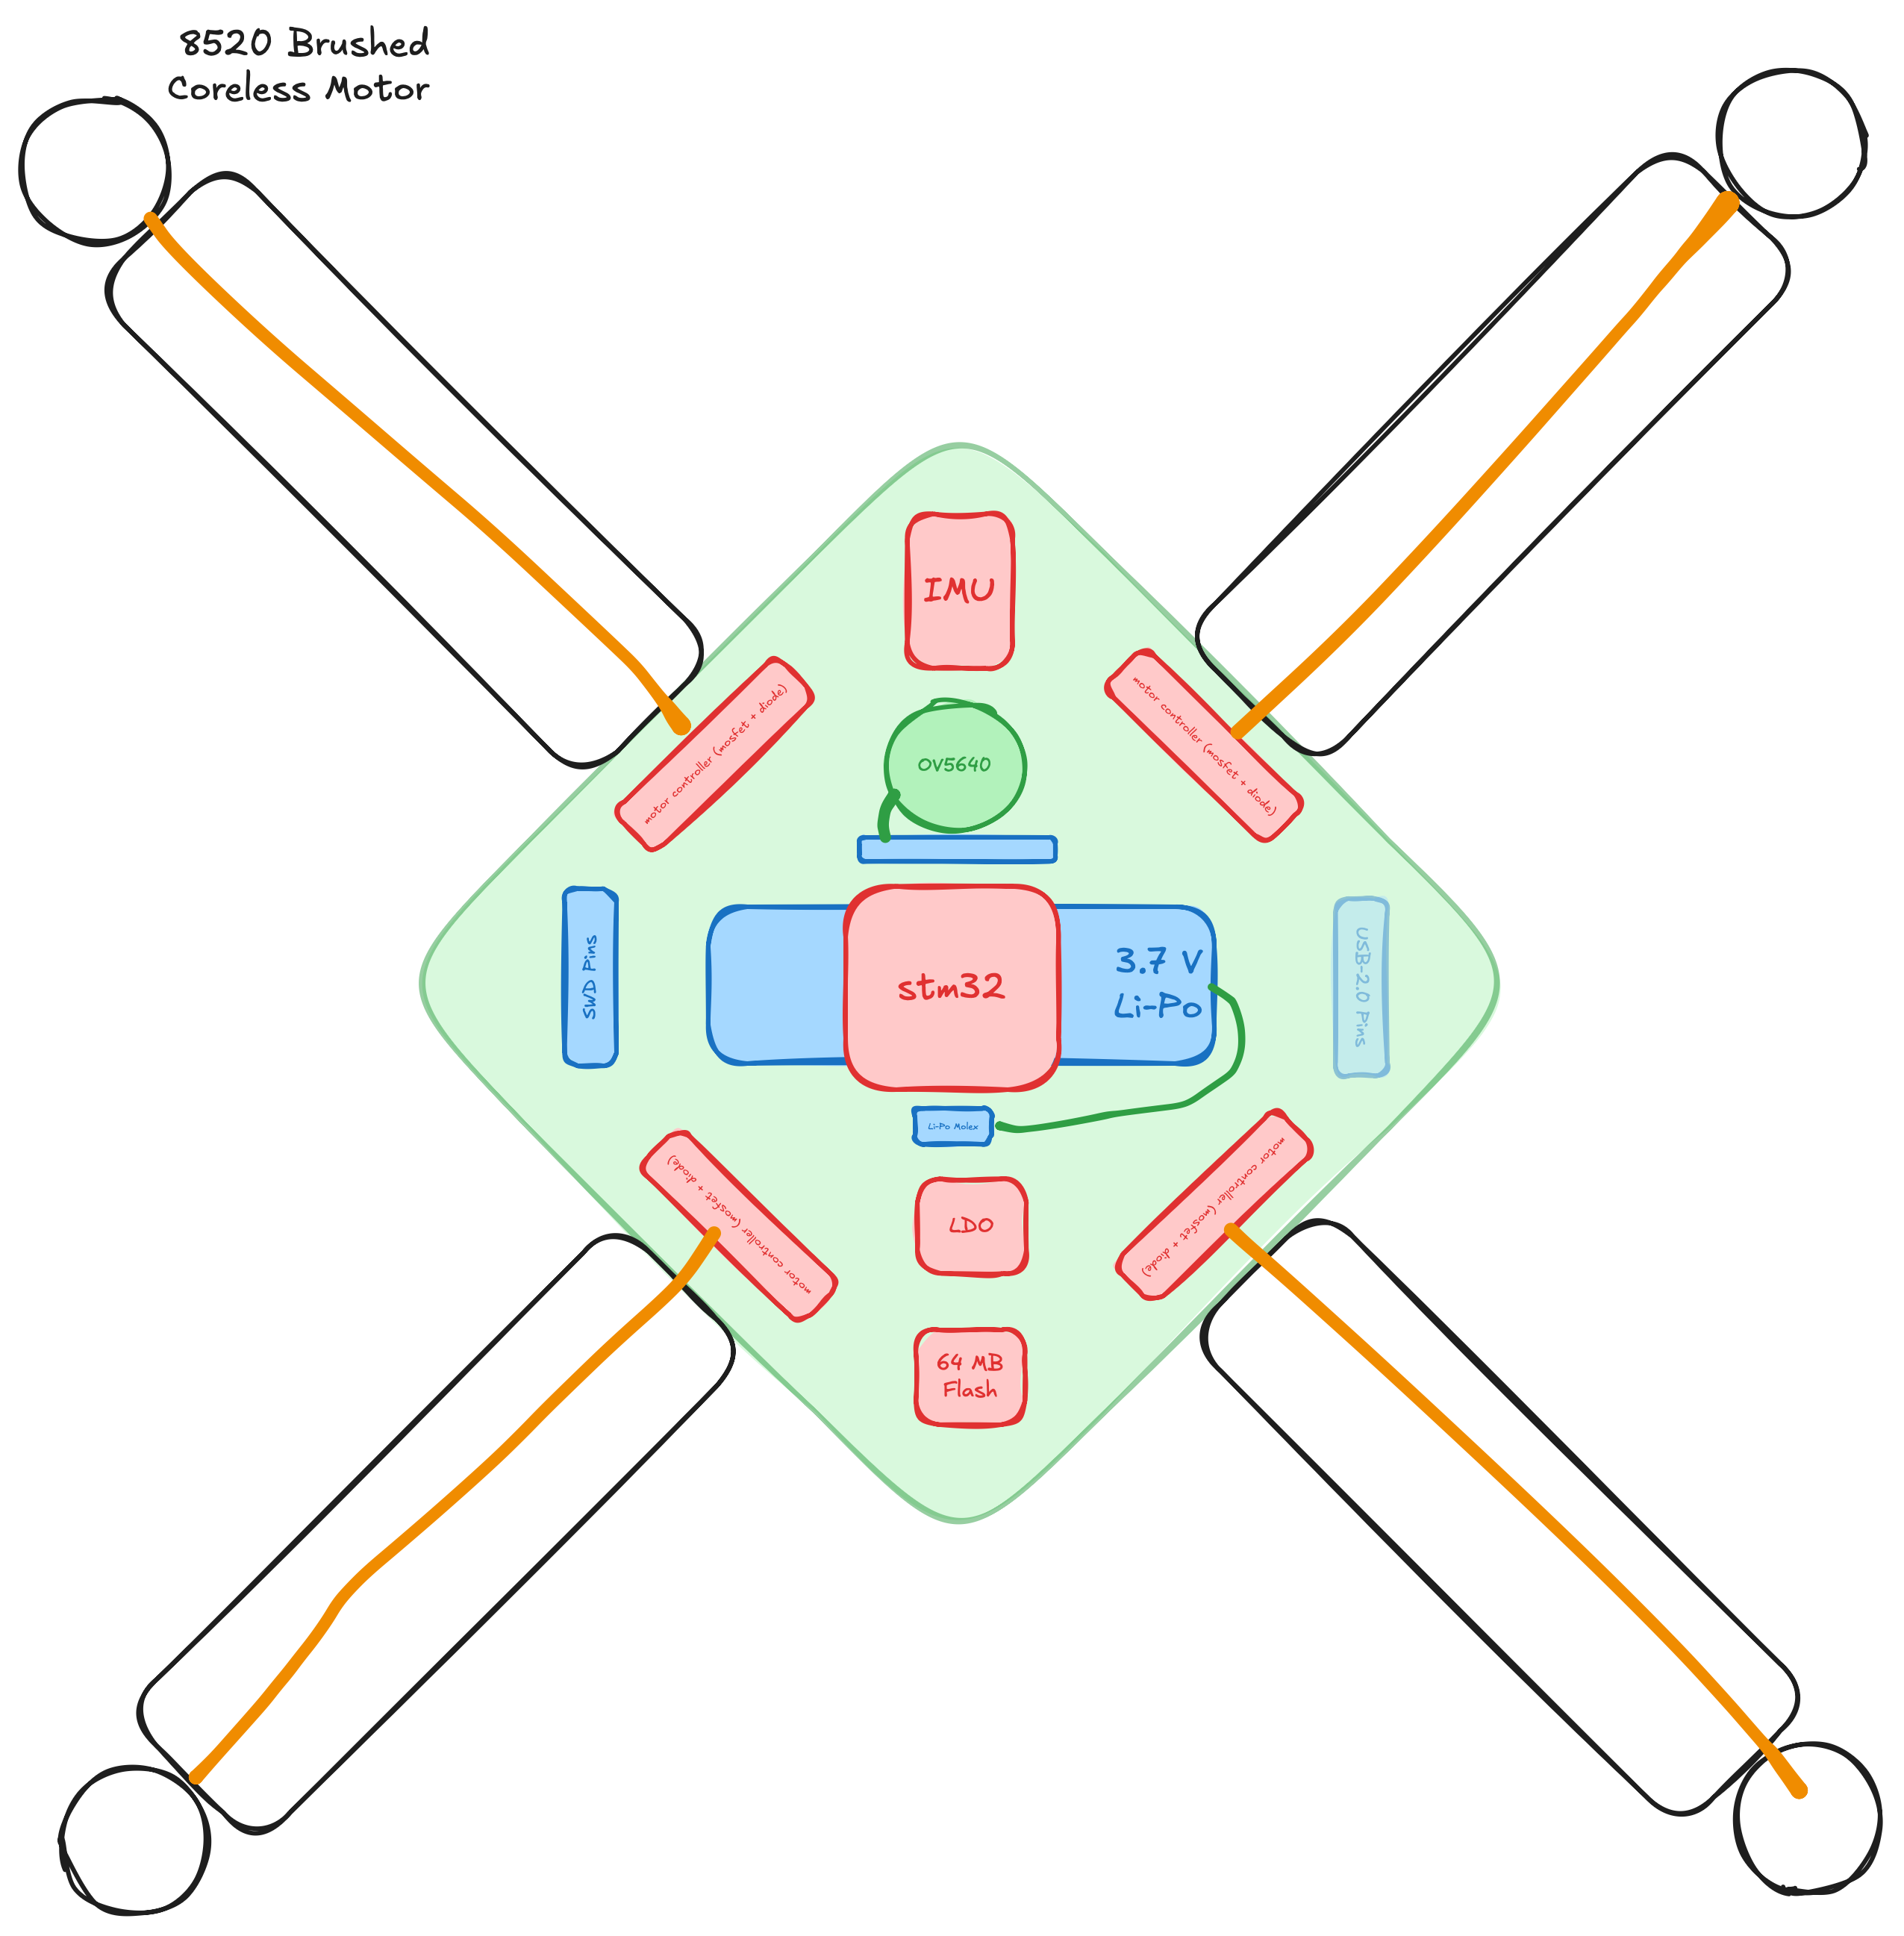 8520 Brushed
Coreless Motor
IMU
motor controller (mosfet + diode)
motor controller (mosfet + diode)
OV5640
SWD Pins
stm32
3.7 V
Li-Po
USB-2.0 Pins
Li-Po Molex
motor controller (mosfet + diode)
motor controller (mosfet + diode)
LDO
64 MB
Flash